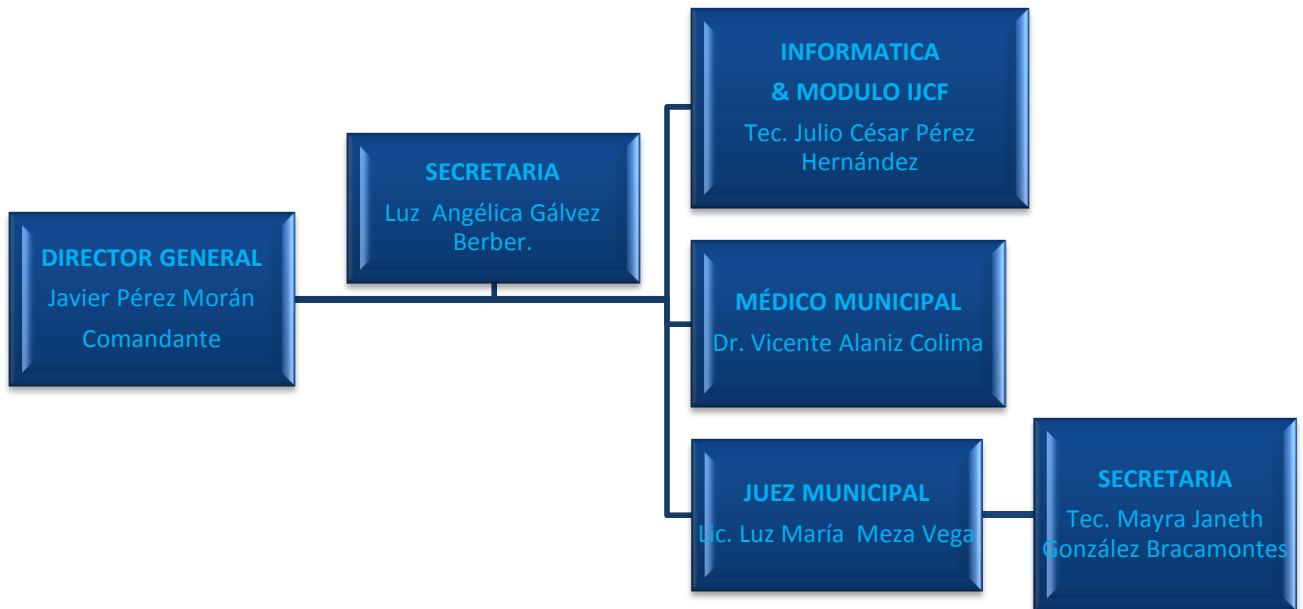 DIRECTOR GENERAL
Javier Pérez Morán
Comandante
SECRETARIA
Luz Angélica Gálvez
Berber.
INFORMATICA
& MODULO IJCF
Tec. Julio César Pérez
Hernández
MÉDICO MUNICIPAL
Dr. Vicente Alaniz Colima
JUEZ MUNICIPAL
Lic. Luz María Meza Vega
SECRETARIA
Tec. Mayra Janeth
González Bracamontes